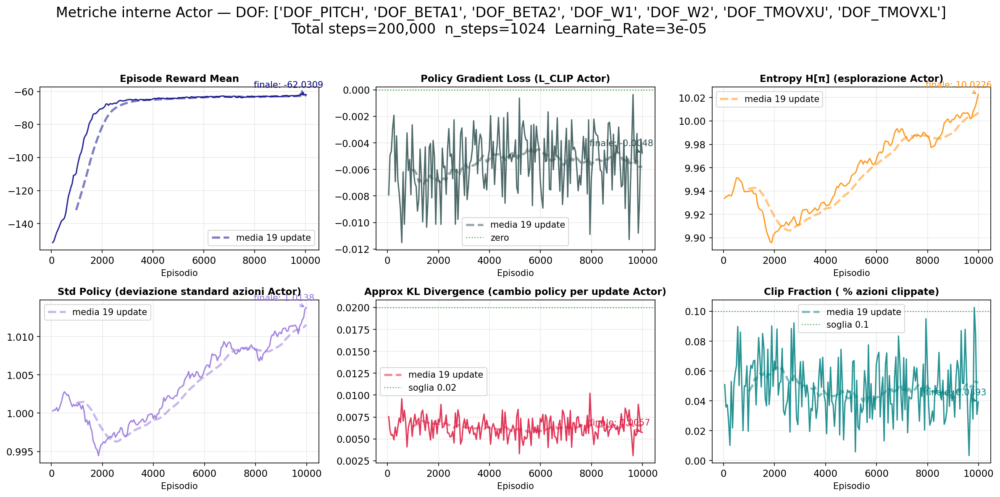 Metriche interne Actor — DOF: ['DOF_PITCH', 'DOF_BETA1', 'DOF_BETA2', 'DOF_W1', 'DOF_W2', 'DOF_TMOVXU', 'DOF_TMOVXL']
Total steps=200,000 n_steps=1024 Learning_Rate=3e-05
Episode Reward Mean
finale: -62.0309
−60
−80
−100
−120
−140
media 19 update
0 2000 4000 6000 8000 10000
Episodio
Policy Gradient Loss (L_CLIP Actor)
0.000
−0.002
−0.004
−0.006
−0.008
−0.010
−0.012
finale: -0.0048
media 19 update
zero
0 2000 4000 6000 8000 10000
Episodio
Entropy H[π] (esplorazione Actor)
finale: 10.0226
media 19 update
10.02
10.00
9.98
9.96
9.94
9.92
9.90
0 2000 4000 6000 8000 10000
Episodio
Std Policy (deviazione standard azioni Actor)
finale: 1.0138
media 19 update
1.010
1.005
1.000
0.995
0 2000 4000 6000 8000 10000
Episodio
Approx KL Divergence (cambio policy per update Actor)
0.0200
0.0175
0.0150
0.0125
0.0100
0.0075
0.0050
0.0025
media 19 update
soglia 0.02
finale: 0.0057
0 2000 4000 6000 8000 10000
Episodio
Clip Fraction ( % azioni clippate)
0.10
0.08
0.06
0.04
0.02
0.00
media 19 update
soglia 0.1
finale: 0.0393
0 2000 4000 6000 8000 10000
Episodio